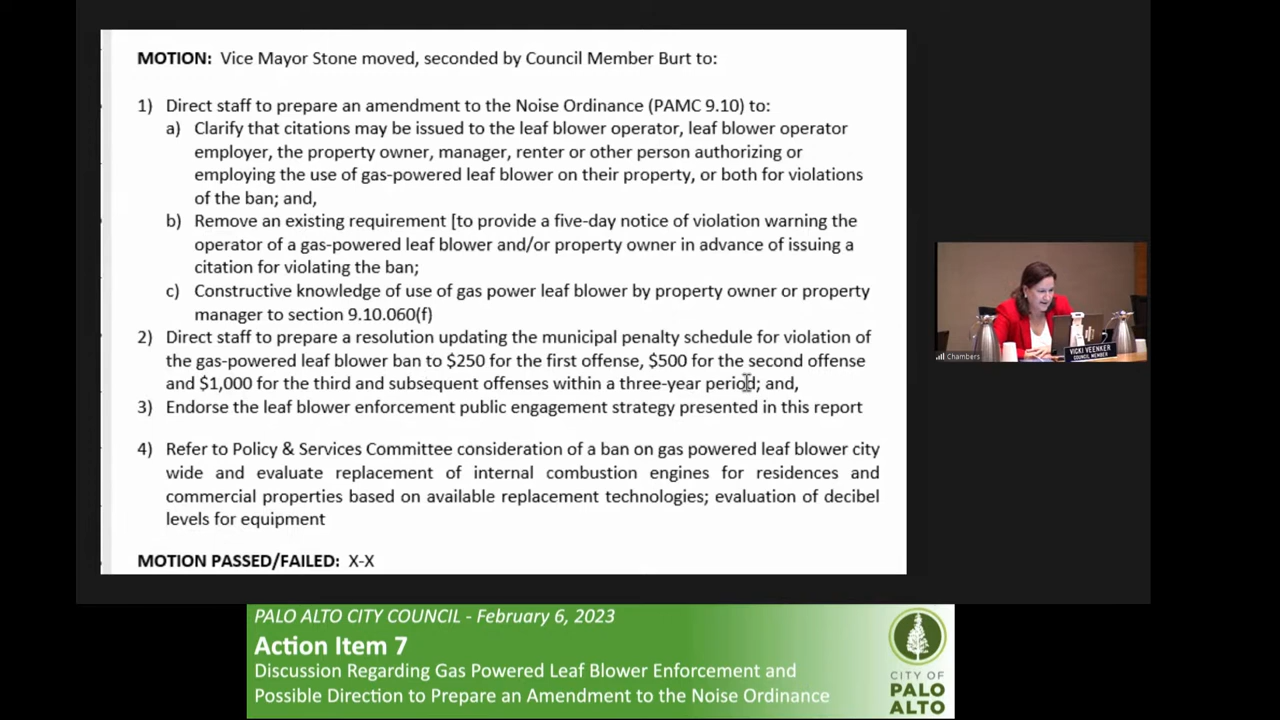 MOTION: Vice Mayor Stone moved, seconded by Council Member Burt to:
1) Direct staff to prepare an amendment to the Noise Ordinance (PAMC 9.10) to:
a) Clarify that citations may be issued to the leaf blower operator, leaf blower operator
employer, the property owner, manager, renter or other person authorizing or
employing the use of gas-powered leaf blower on their property, or both for violations
of the ban; and,
b) Remove an existing requirement [to provide a five-day notice of violation warning the
operator of a gas-powered leaf blower and/or property owner in advance of issuing a
citation for violating the ban;
c) Constructive knowledge of use of gas power leaf blower by property owner or property
manager to section 9.10.060(f)
2) Direct staff to prepare a resolution updating the municipal penalty schedule for violation of
the gas-powered leaf blower ban to $250 for the first offense, $500 for the second offense
and $1,000 for the third and subsequent offenses within a three-year period; and,
3) Endorse the leaf blower enforcement public engagement strategy presented in this report
4) Refer to Policy & Services Committee consideration of a ban on gas powered leaf blower city
wide and evaluate replacement of internal combustion engines for residences and
commercial properties based on available replacement technologies; evaluation of decibel
levels for equipment
MOTION PASSED/FAILED: X-X
VICKI VEENKER
COUNCIL MEMBER
Chambers
PALO ALTO CITY COUNCIL - February 6, 2023
Action Item 7
Discussion Regarding Gas Powered Leaf Blower Enforcement and
Possible Direction to Prepare an Amendment to the Noise Ordinance
CITY OF
PALO
ALTO